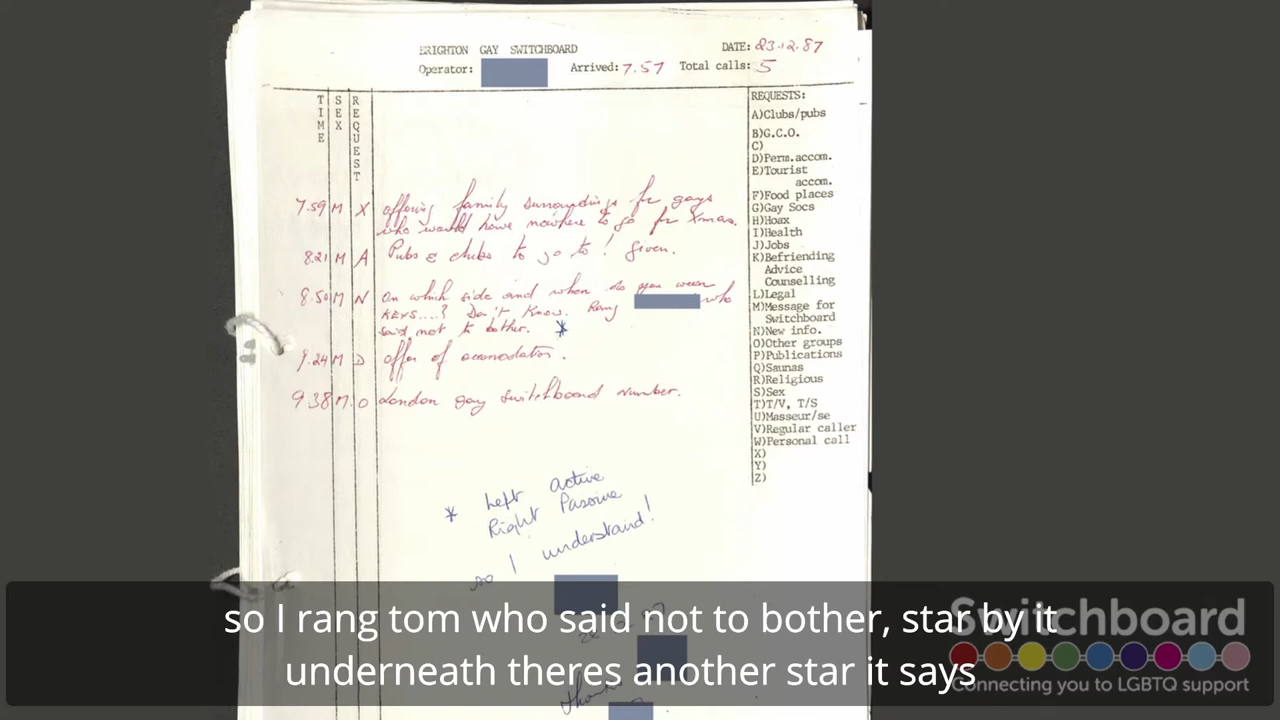 BRIGHTON GAY SWITCHBOARD
DATE: 23.12.87
Operator:
Arrived: 7.57
Total calls: 5
TIME
SEX
REQUEST
7.59 M X offering family surroundings for gays
who would have nowhere to go for Xmas.
8.21 M A Pubs & clubs to go to! Given.
8.50 M N On which side and when do you wear
KEYS....? Don't Know. Rang who
said not to bother. *
9.24 M D offer of acomodation.
9.38 M. O London gay switchboard number.
REQUESTS:
A)Clubs/pubs
B)G.C.O.
C)
D)Perm.accom.
E)Tourist
accom.
F)Food places
G)Gay Socs
H)Hoax
I)Health
J)Jobs
K)Befriending
Advice
Counselling
L)Legal
M)Message for
Switchboard
N)New info.
O)Other groups
P)Publications
Q)Saunas
R)Religious
S)Sex
T)T/V, T/S
U)Masseur/se
V)Regular caller
W)Personal call
X)
Y)
Z)
* Left active
Right Passive
so I understand!
so I rang tom who said not to bother, star by it
underneath theres another star it says
Switchboard
Connecting you to LGBTQ support